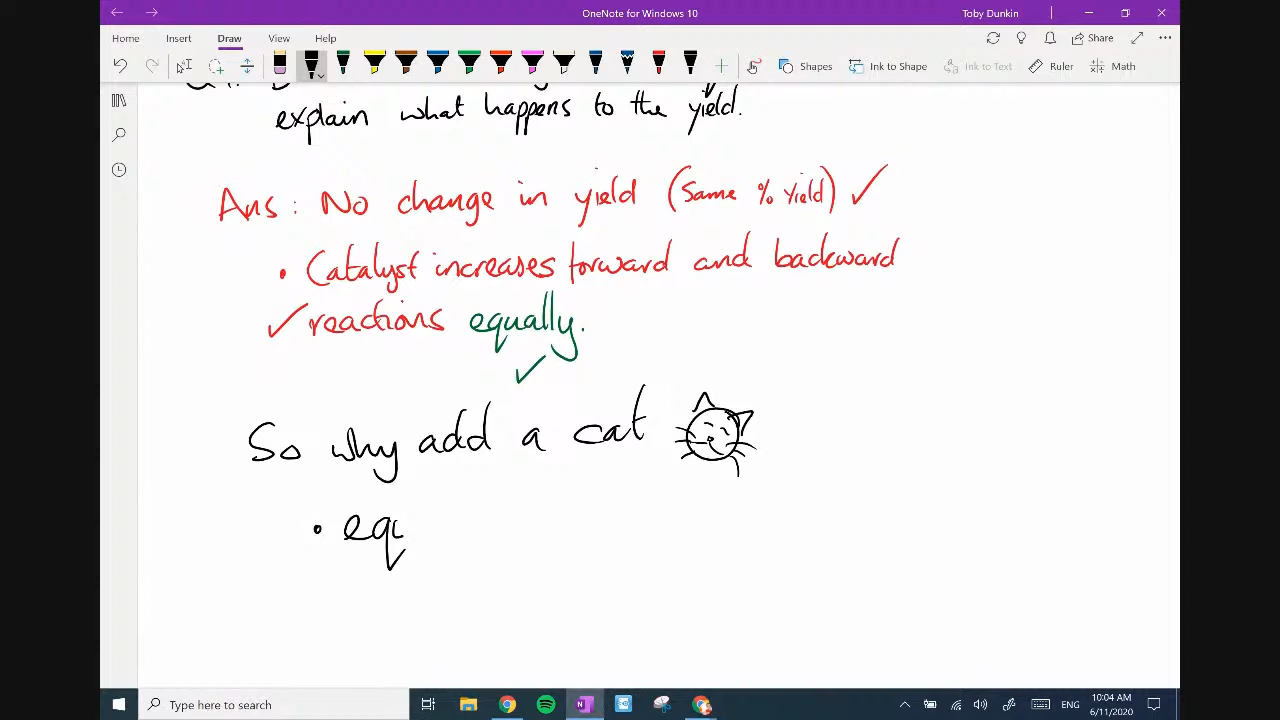 OneNote for Windows 10
Toby Dunkin
Home Insert Draw View Help
Share
Shapes Ink to Shape Ink to Text Ruler Math
explain what happens to the yield.
Ans: No change in yield (Same % Yield) ✓
• Catalyst increases forward and backward
✓ reactions equally.
✓
So why add a cat
• equ
Type here to search
ENG
10:04 AM
6/11/2020